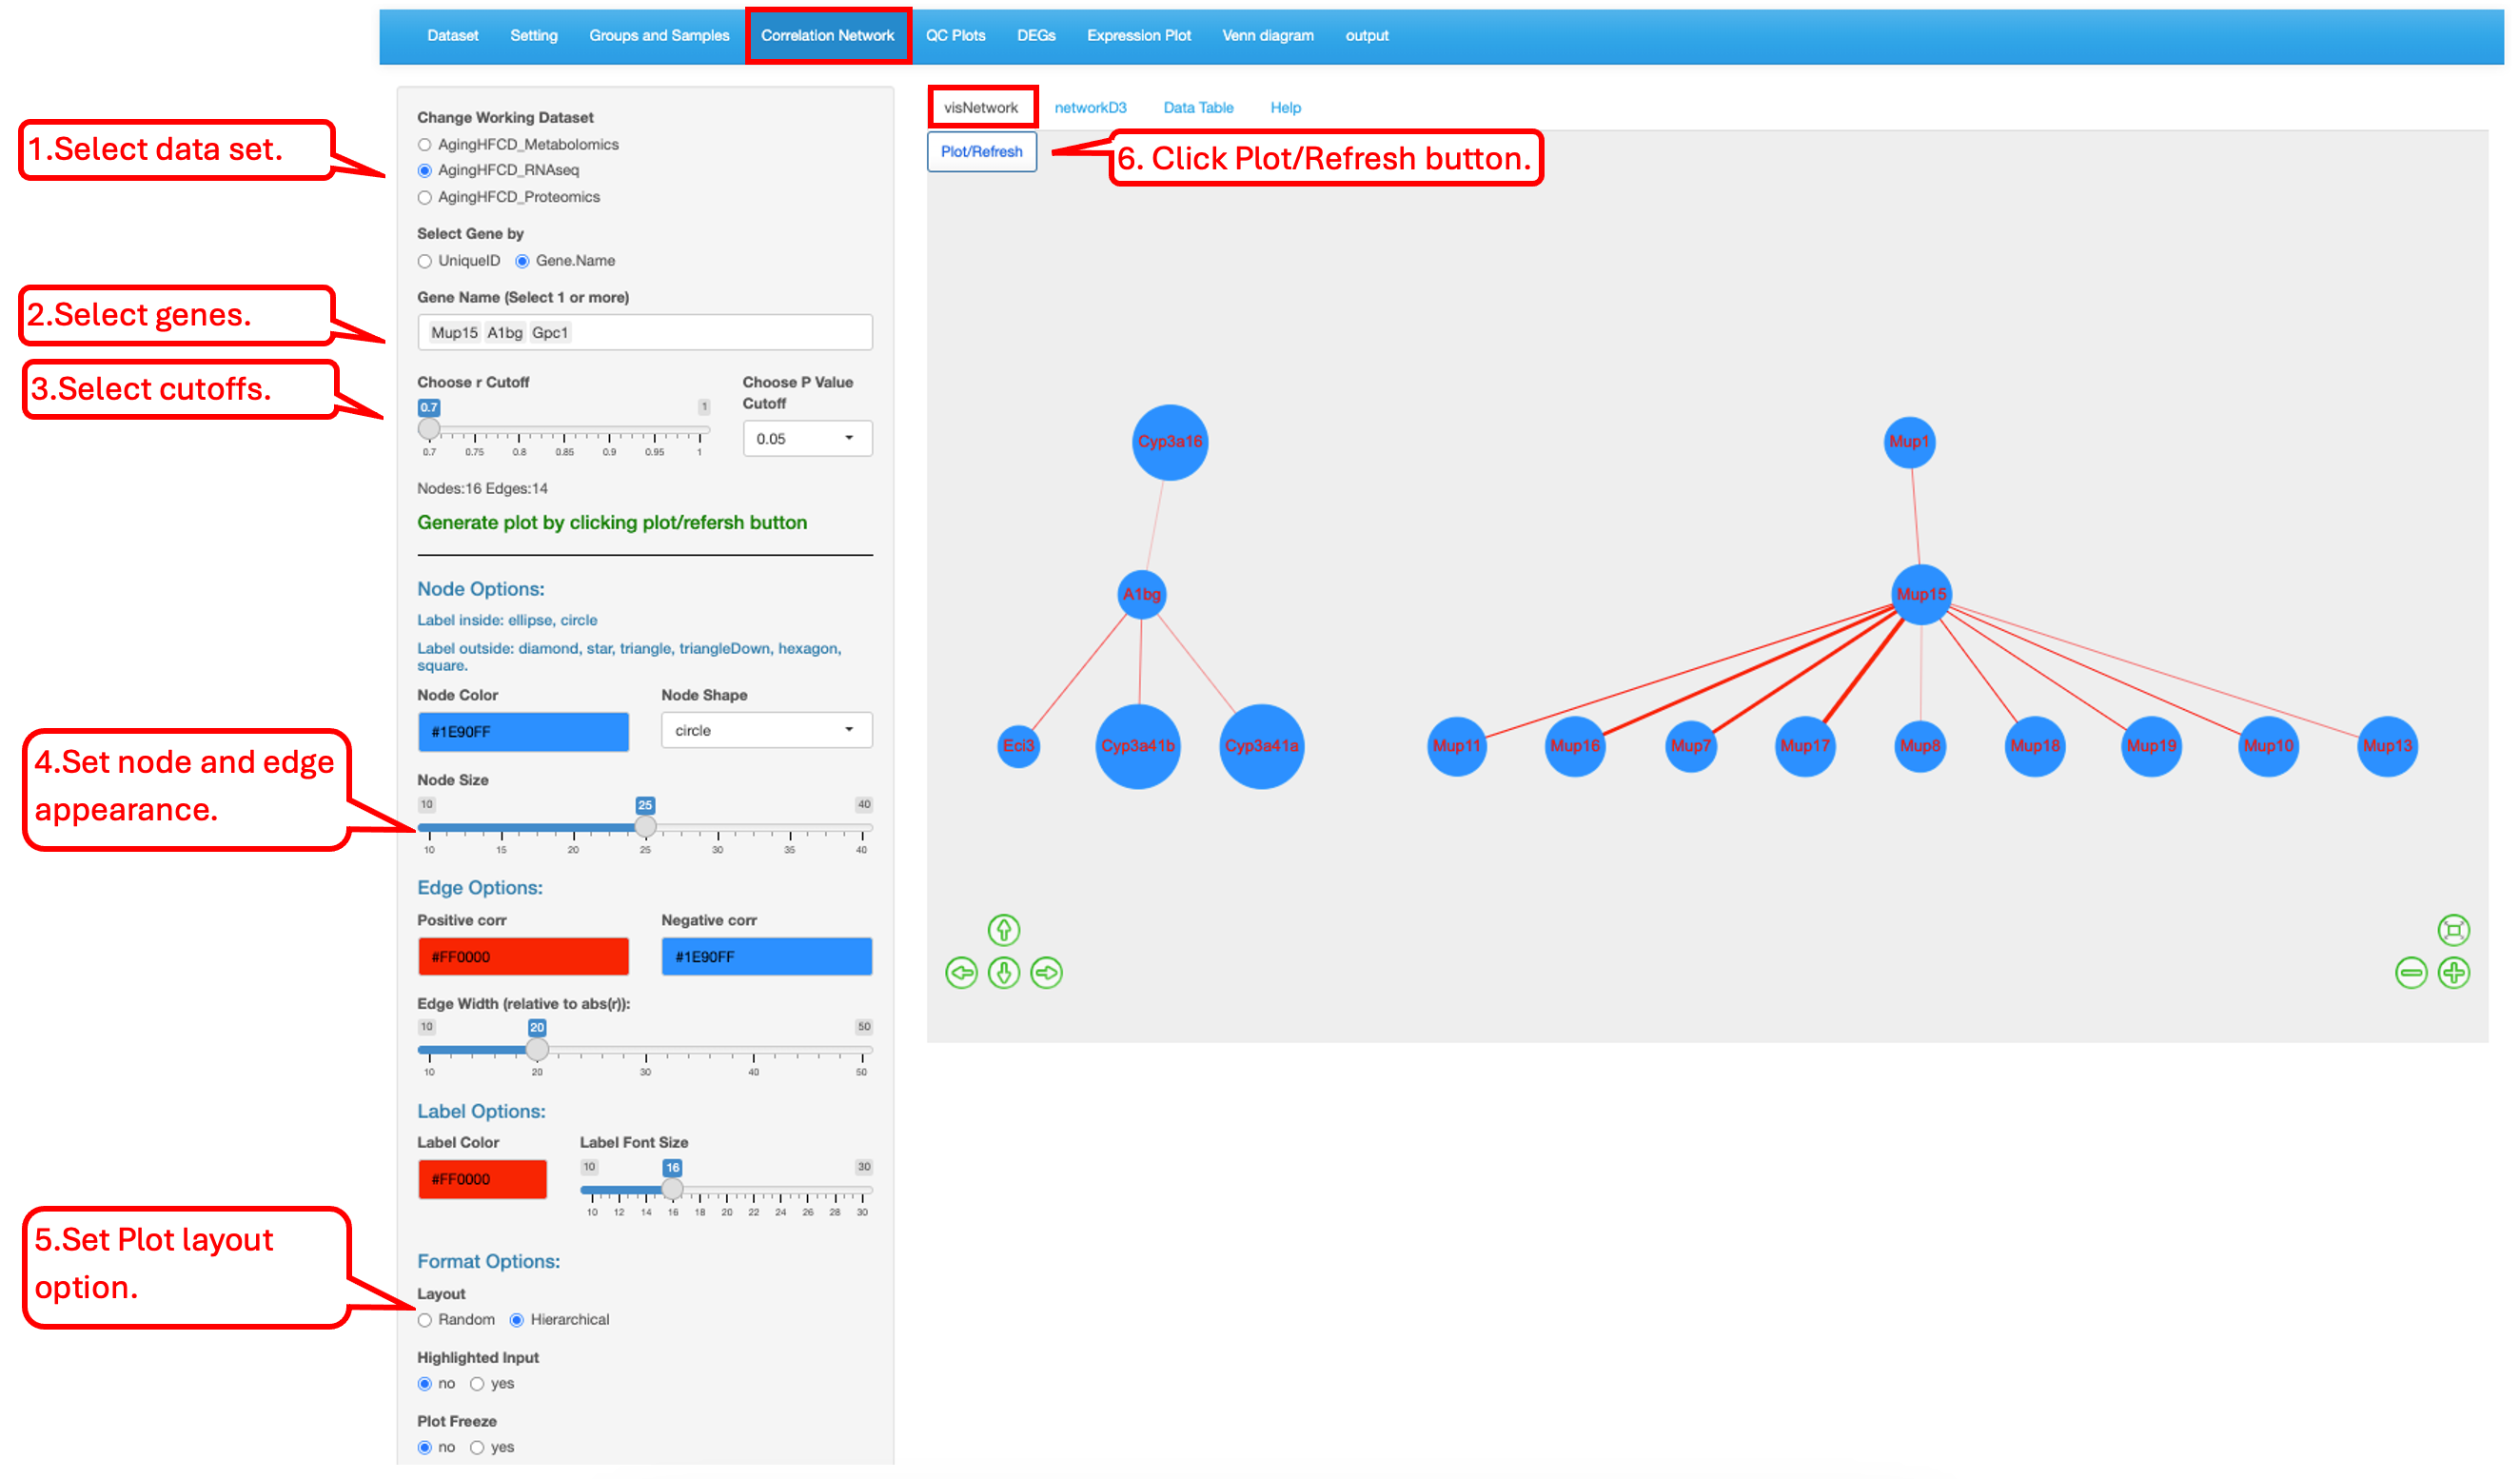 Dataset Setting Groups and Samples Correlation Network QC Plots DEGs Expression Plot Venn diagram output
1.Select data set.
2.Select genes.
3.Select cutoffs.
4.Set node and edge
appearance.
5.Set Plot layout
option.
Change Working Dataset
AgingHFCD_Metabolomics
AgingHFCD_RNAseq
AgingHFCD_Proteomics
Select Gene by
UniqueID Gene.Name
Gene Name (Select 1 or more)
Mup15 A1bg Gpc1
Choose r Cutoff
0.7 1
0.7 0.75 0.8 0.85 0.9 0.95 1
Choose P Value
Cutoff
0.05
Nodes:16 Edges:14
Generate plot by clicking plot/refersh button
Node Options:
Label inside: ellipse, circle
Label outside: diamond, star, triangle, triangleDown, hexagon,
square.
Node Color Node Shape
#1E90FF circle
Node Size
10 25 40
10 15 20 25 30 35 40
Edge Options:
Positive corr Negative corr
#FF0000 #1E90FF
Edge Width (relative to abs(r)):
10 20 50
10 20 30 40 50
Label Options:
Label Color Label Font Size
#FF0000
10 16 30
10 12 14 16 18 20 22 24 26 28 30
Format Options:
Layout
Random Hierarchical
Highlighted Input
no yes
Plot Freeze
no yes
visNetwork networkD3 Data Table Help
Plot/Refresh
6. Click Plot/Refresh button.
Cyp3a16 Mup1
A1bg Mup15
Eci3 Cyp3a41b Cyp3a41a Mup11 Mup16 Mup7 Mup17 Mup8 Mup18 Mup19 Mup10 Mup13